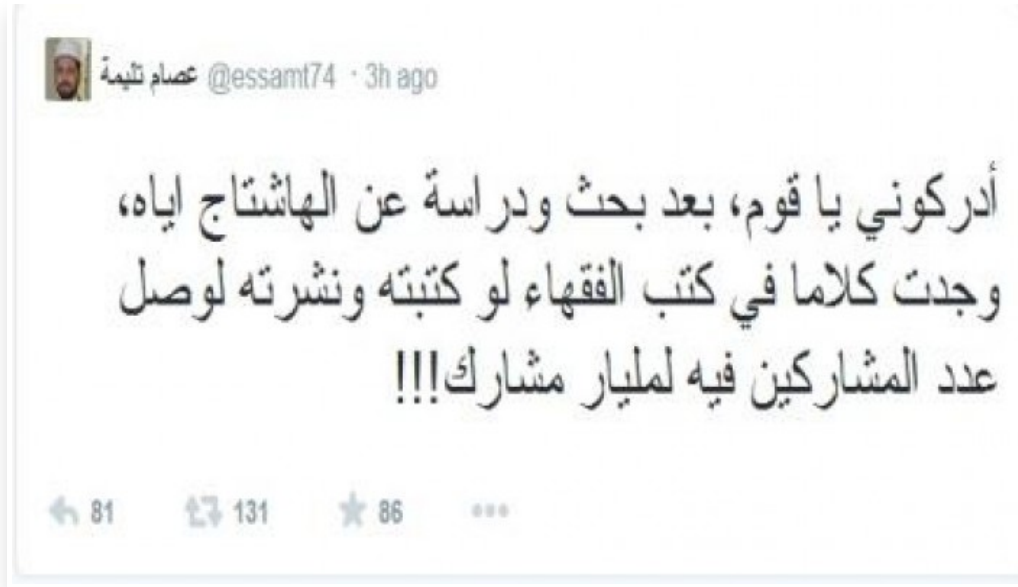 عصام تليمة @essamt74 · 3h ago
أدركوني يا قوم، بعد بحث ودراسة عن الهاشتاج اياه،
وجدت كلاما في كتب الفقهاء لو كتبته ونشرته لوصل
عدد المشاركين فيه لمليار مشارك!!!
81 131 86